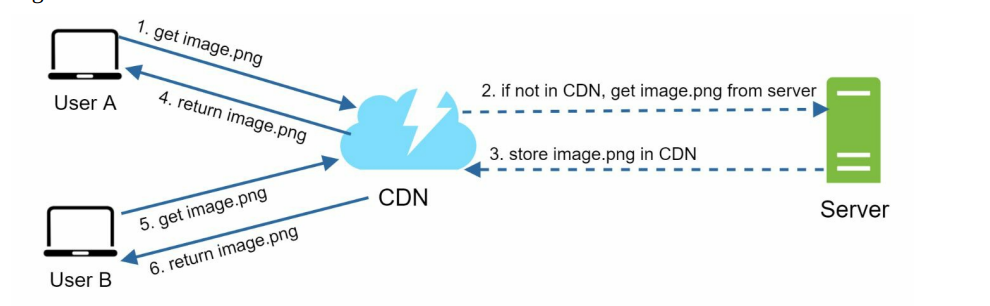 1. get image.png
User A
4. return image.png
2. if not in CDN, get image.png from server
3. store image.png in CDN
CDN
Server
5. get image.png
6. return image.png
User B